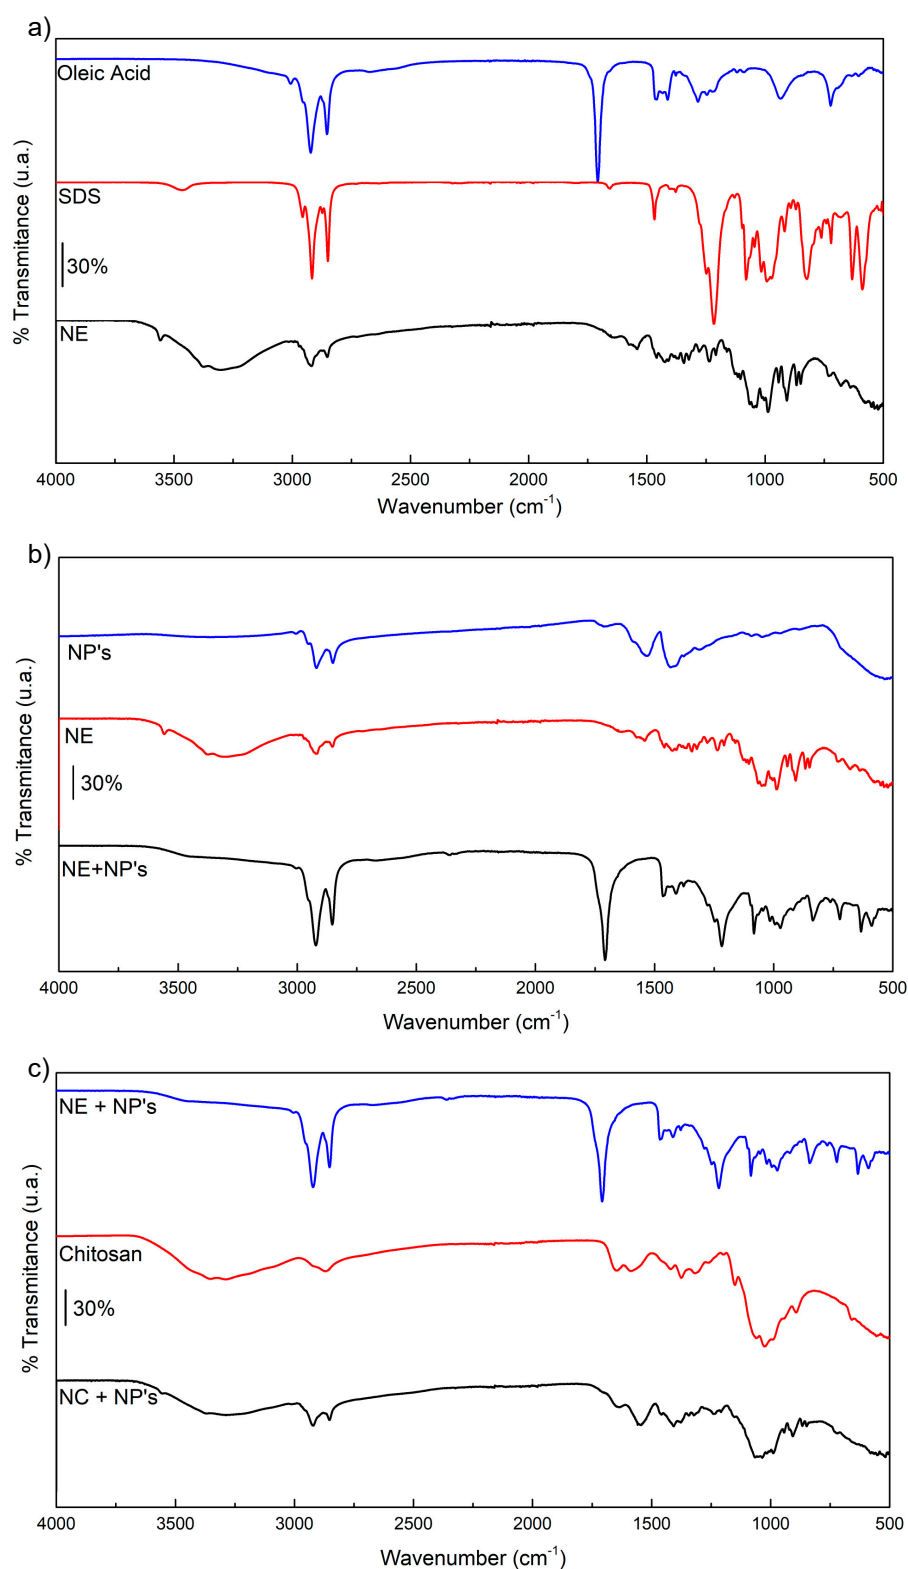 a)
Oleic Acid
SDS
30%
NE
% Transmitance (u.a.)
4000 3500 3000 2500 2000 1500 1000 500
Wavenumber (cm⁻¹)
b)
NP's
NE
30%
NE+NP's
% Transmitance (u.a.)
4000 3500 3000 2500 2000 1500 1000 500
Wavenumber (cm⁻¹)
c)
NE + NP's
Chitosan
30%
NC + NP's
% Transmitance (u.a.)
4000 3500 3000 2500 2000 1500 1000 500
Wavenumber (cm⁻¹)